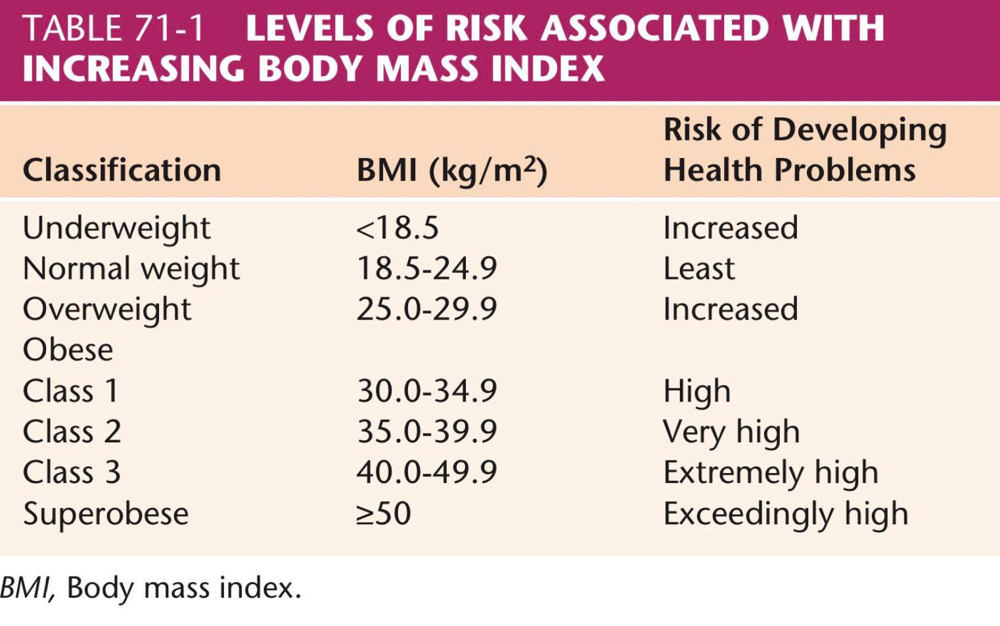 TABLE 71-1 LEVELS OF RISK ASSOCIATED WITH
INCREASING BODY MASS INDEX
Classification BMI (kg/m²) Risk of Developing
Health Problems
Underweight <18.5 Increased
Normal weight 18.5-24.9 Least
Overweight 25.0-29.9 Increased
Obese
Class 1 30.0-34.9 High
Class 2 35.0-39.9 Very high
Class 3 40.0-49.9 Extremely high
Superobese ≥50 Exceedingly high
BMI, Body mass index.